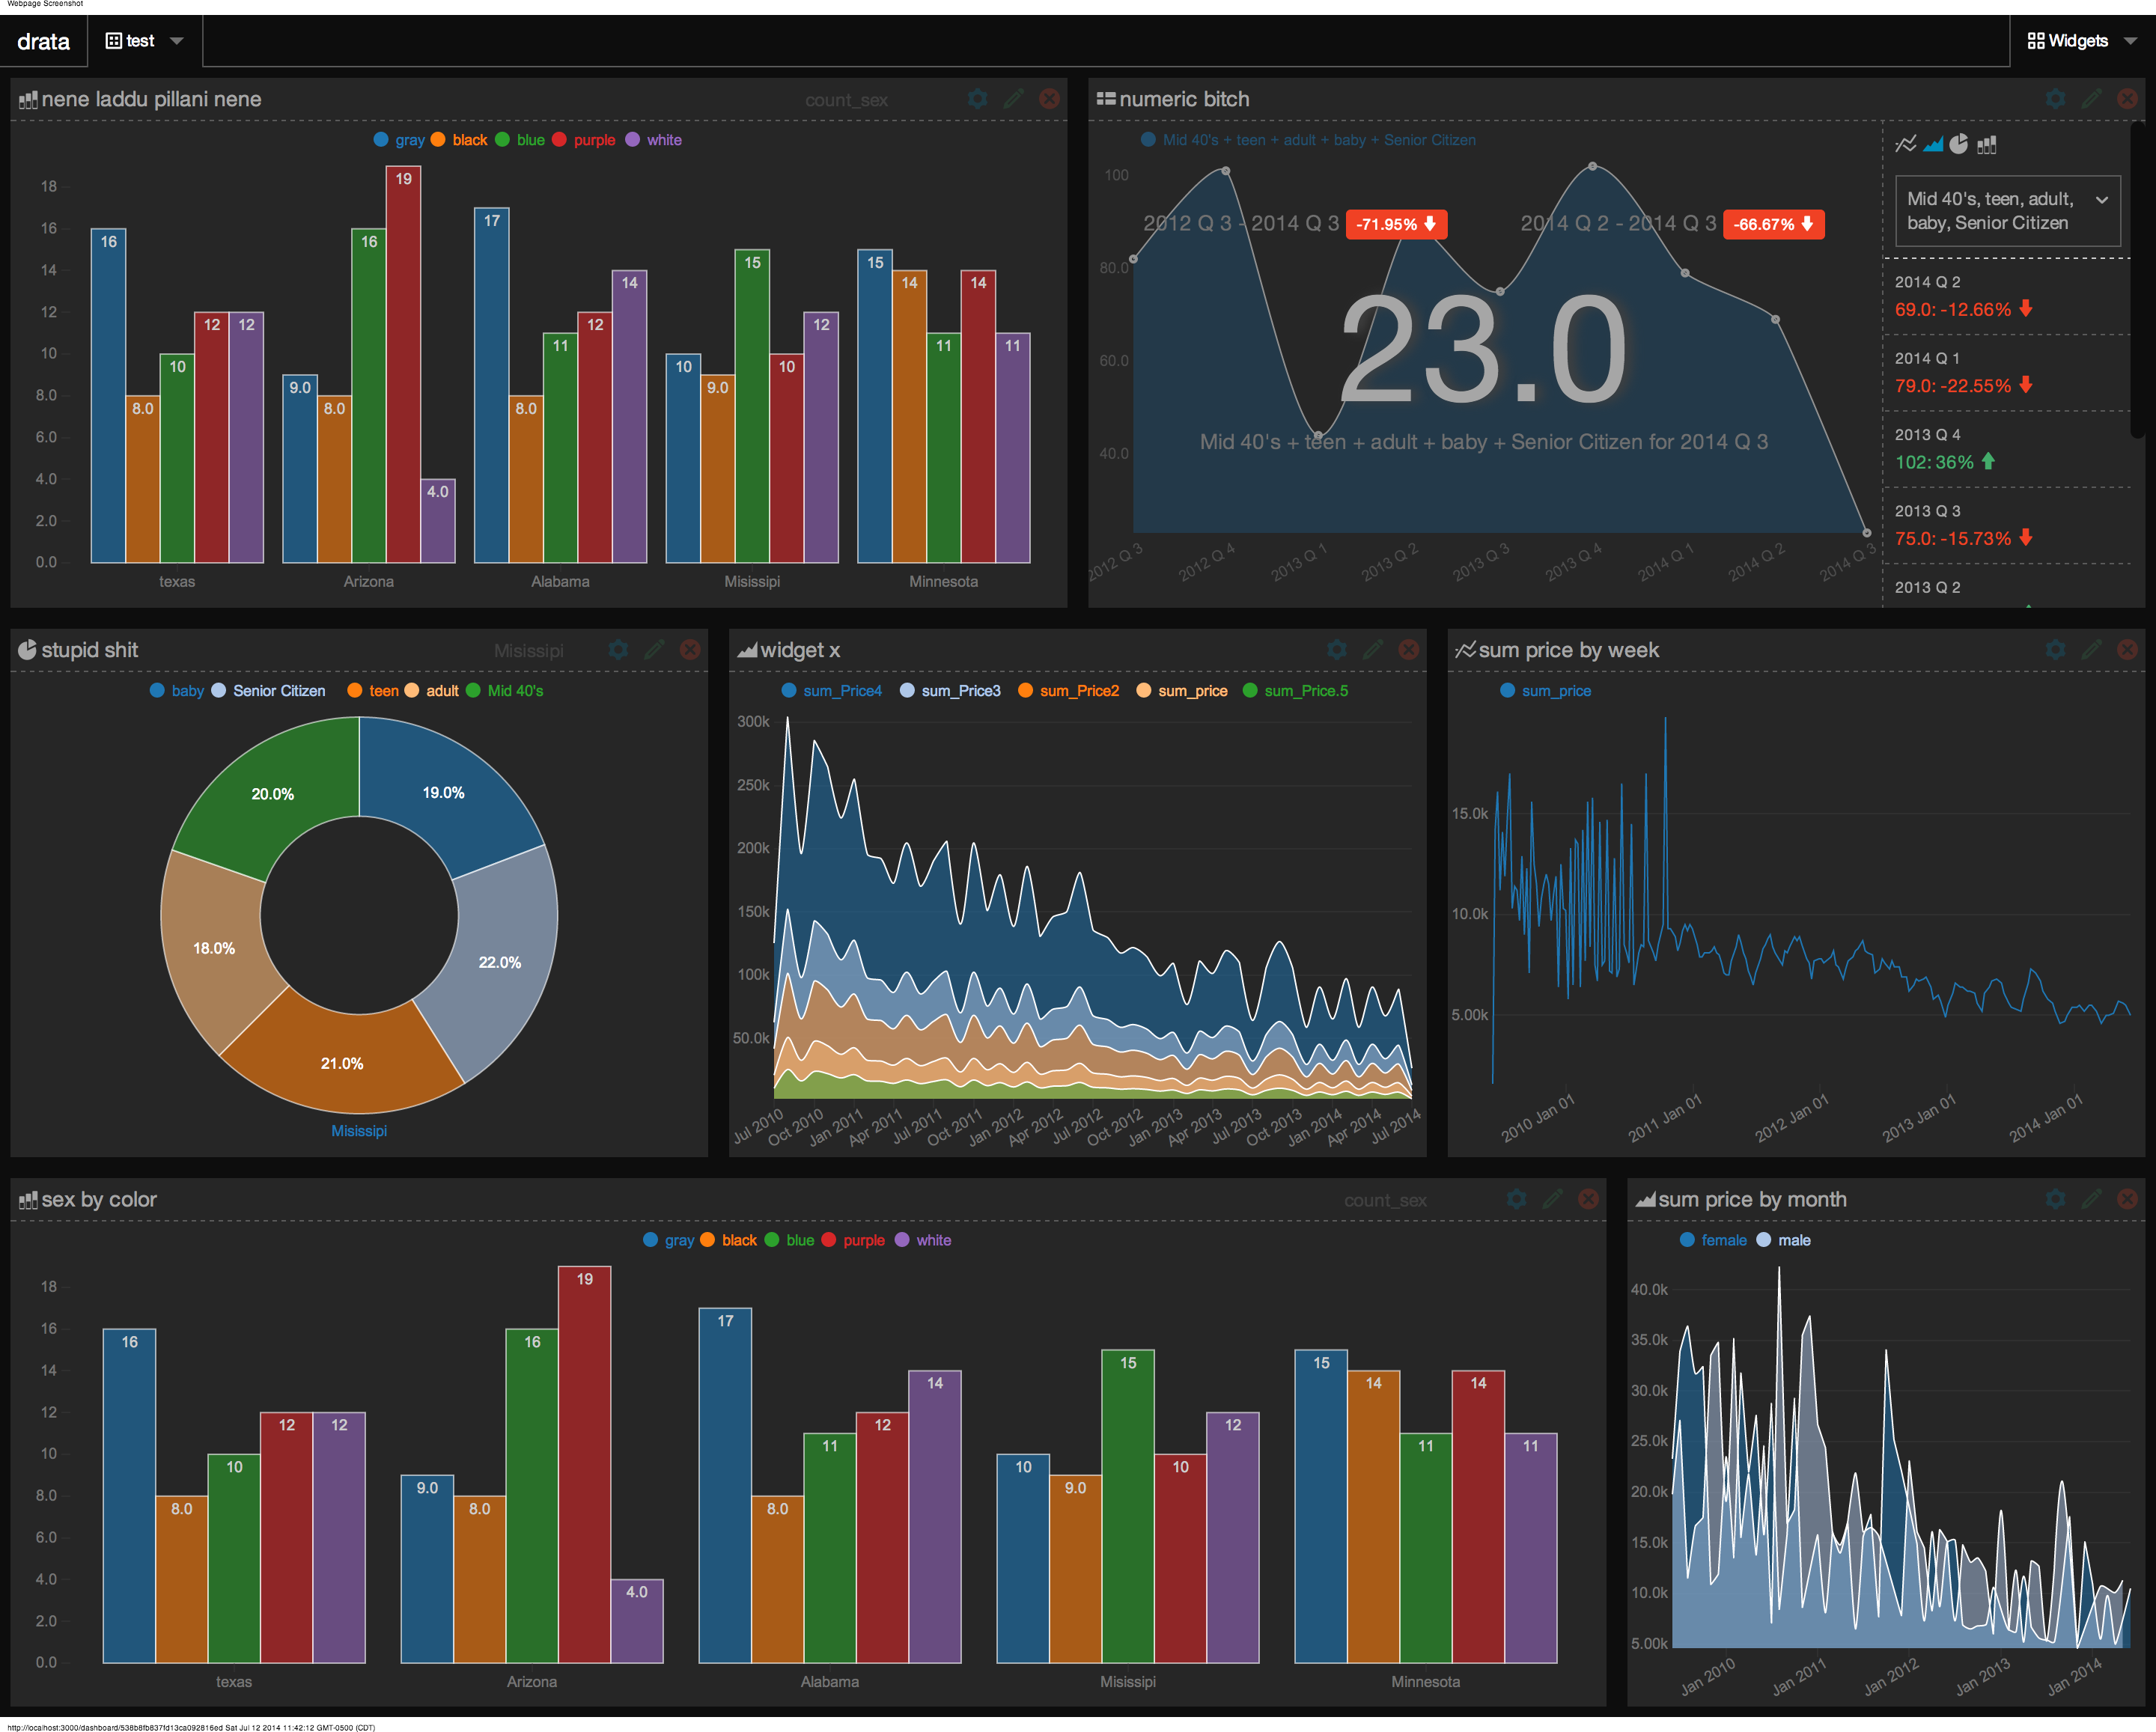 Webpage Screenshot
drata test Widgets
nene laddu pillani nene count_sex
gray black blue purple white
18
16
14
12
10
8.0
6.0
4.0
2.0
0.0
16 8.0 10 12 12
9.0 8.0 16 19 4.0
17 8.0 11 12 14
10 9.0 15 10 12
15 14 11 14 11
texas Arizona Alabama Misissipi Minnesota
numeric bitch
Mid 40's + teen + adult + baby + Senior Citizen
100
80.0
60.0
40.0
2012 Q 3 - 2014 Q 3 -71.95%
2014 Q 2 - 2014 Q 3 -66.67%
23.0
Mid 40's + teen + adult + baby + Senior Citizen for 2014 Q 3
2012 Q 3 2012 Q 4 2013 Q 1 2013 Q 2 2013 Q 3 2013 Q 4 2014 Q 1 2014 Q 2 2014 Q 3
Mid 40's, teen, adult,
baby, Senior Citizen
2014 Q 2
69.0: -12.66%
2014 Q 1
79.0: -22.55%
2013 Q 4
102: 36%
2013 Q 3
75.0: -15.73%
2013 Q 2
stupid shit Misissipi
baby Senior Citizen teen adult Mid 40's
20.0% 19.0%
18.0% 22.0%
21.0%
Misissipi
widget x
sum_Price4 sum_Price3 sum_Price2 sum_price sum_Price.5
300k
250k
200k
150k
100k
50.0k
Jul 2010 Oct 2010 Jan 2011 Apr 2011 Jul 2011 Oct 2011 Jan 2012 Apr 2012 Jul 2012 Oct 2012 Jan 2013 Apr 2013 Jul 2013 Oct 2013 Jan 2014 Apr 2014 Jul 2014
sum price by week
sum_price
15.0k
10.0k
5.00k
2010 Jan 01 2011 Jan 01 2012 Jan 01 2013 Jan 01 2014 Jan 01
sex by color count_sex
gray black blue purple white
18
16
14
12
10
8.0
6.0
4.0
2.0
0.0
16 8.0 10 12 12
9.0 8.0 16 19 4.0
17 8.0 11 12 14
10 9.0 15 10 12
15 14 11 14 11
texas Arizona Alabama Misissipi Minnesota
sum price by month
female male
40.0k
35.0k
30.0k
25.0k
20.0k
15.0k
10.0k
5.00k
Jan 2010 Jan 2011 Jan 2012 Jan 2013 Jan 2014
http://localhost:3000/dashboard/538b8fb837fd13ca092816ed Sat Jul 12 2014 11:42:12 GMT-0500 (CDT)